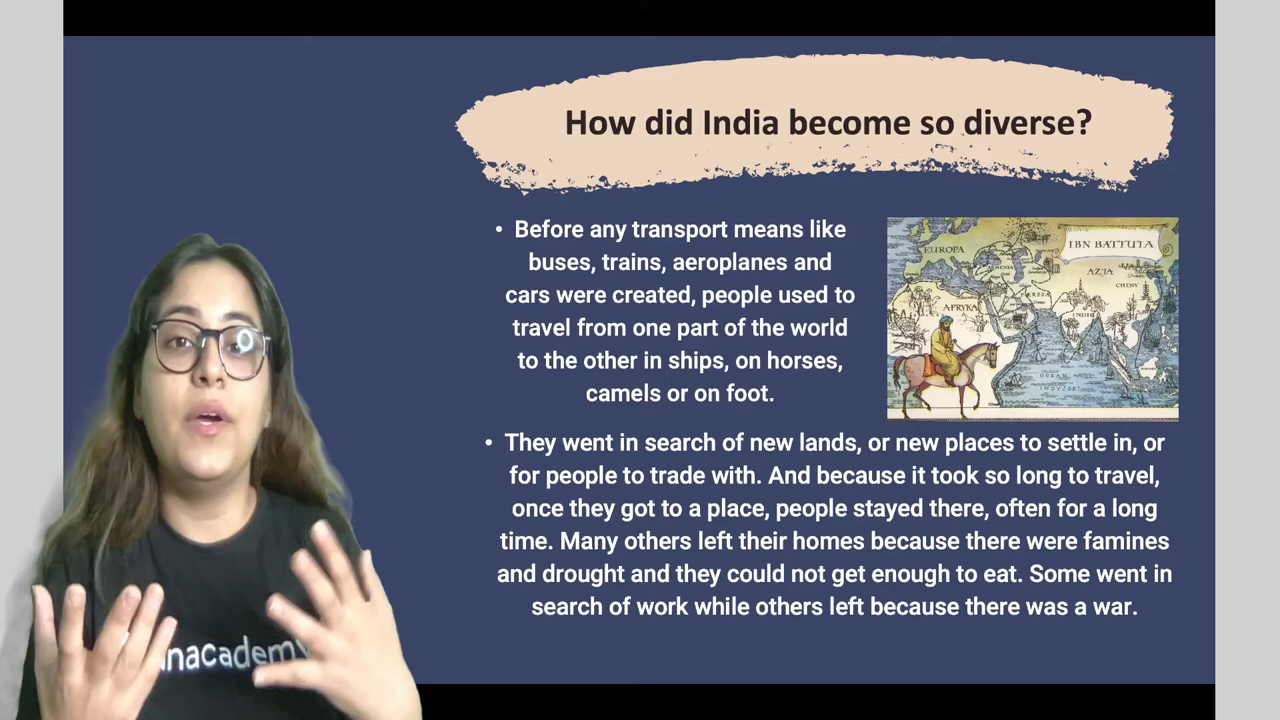 How did India become so diverse?
• Before any transport means like
buses, trains, aeroplanes and
cars were created, people used to
travel from one part of the world
to the other in ships, on horses,
camels or on foot.
IBN BATTUTA
EUROPA
AZJA
CHINY
AFRYKA
INDIE
OCEAN
INDYJSKI
• They went in search of new lands, or new places to settle in, or
for people to trade with. And because it took so long to travel,
once they got to a place, people stayed there, often for a long
time. Many others left their homes because there were famines
and drought and they could not get enough to eat. Some went in
search of work while others left because there was a war.
nacademy